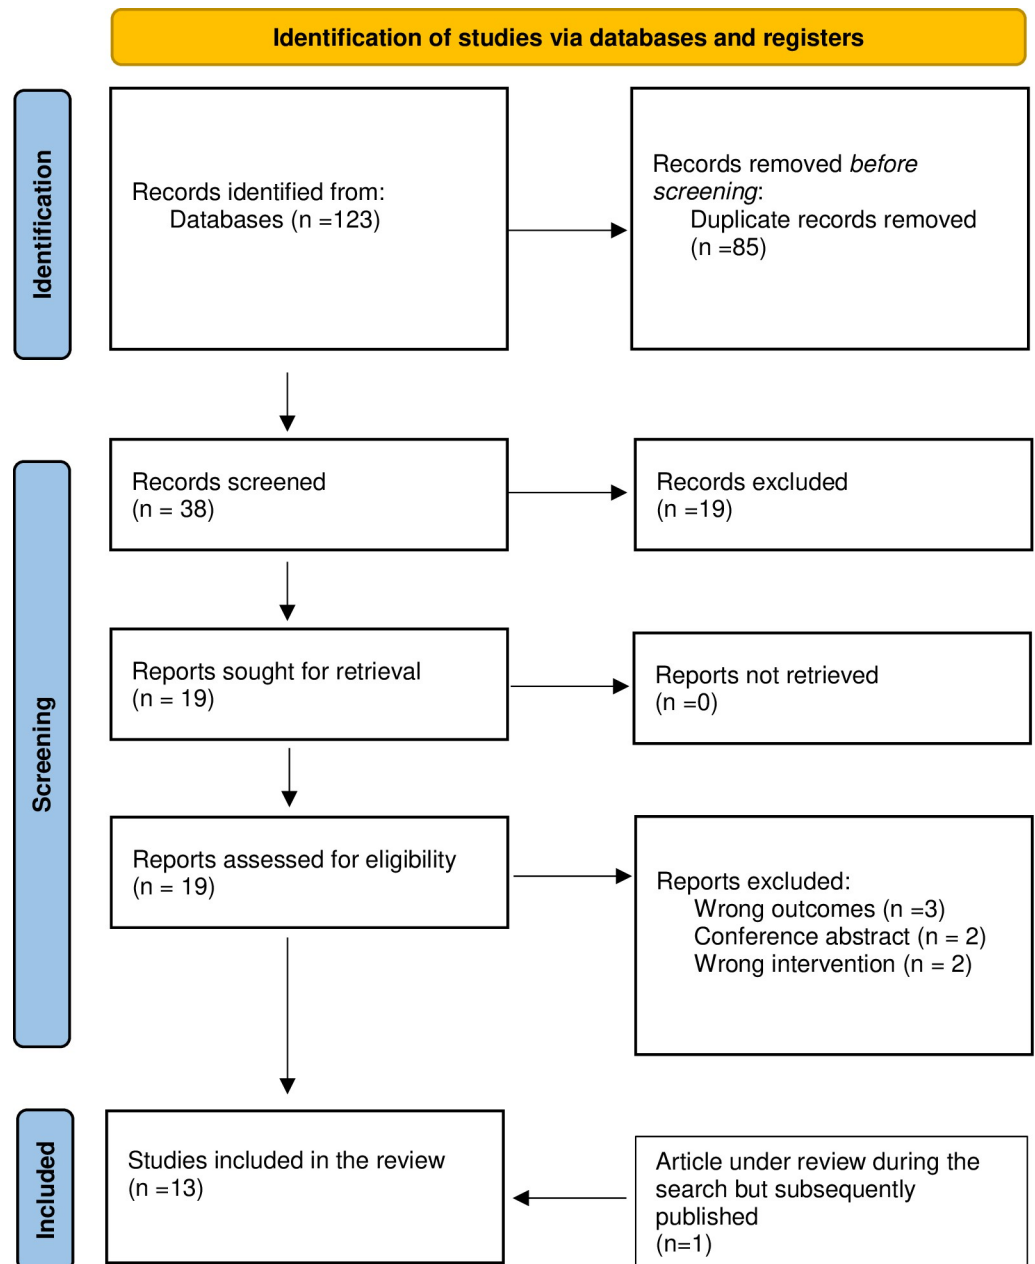 Identification of studies via databases and registers
Identification
Records identified from:
Databases (n =123)
Records removed before
screening:
Duplicate records removed
(n =85)
Screening
Records screened
(n = 38)
Records excluded
(n =19)
Reports sought for retrieval
(n = 19)
Reports not retrieved
(n =0)
Reports assessed for eligibility
(n = 19)
Reports excluded:
Wrong outcomes (n =3)
Conference abstract (n = 2)
Wrong intervention (n = 2)
Included
Studies included in the review
(n =13)
Article under review during the
search but subsequently
published
(n=1)